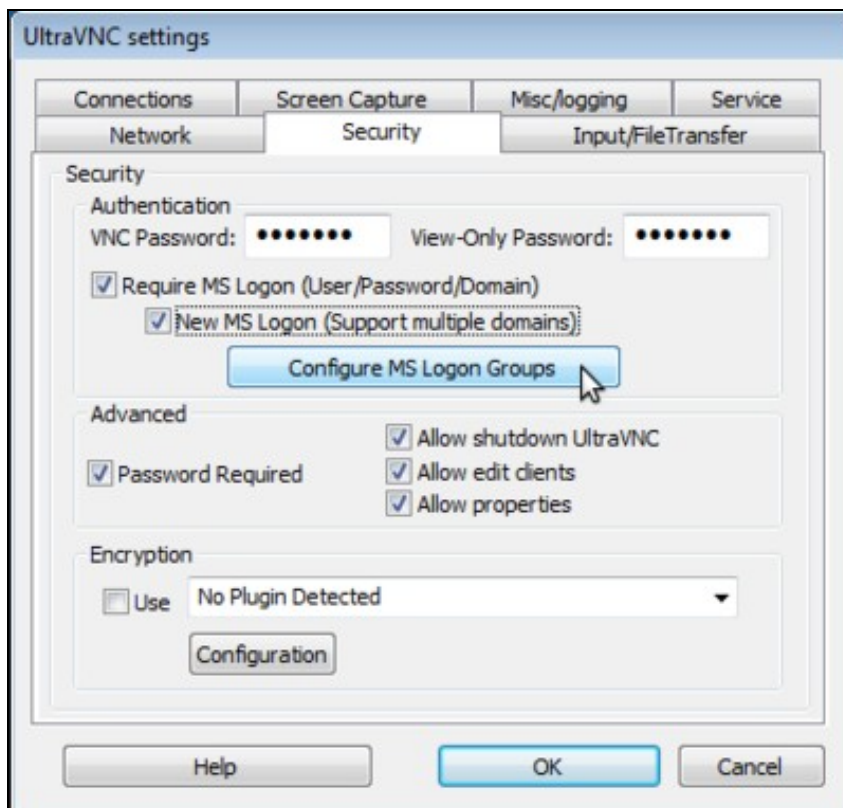 UltraVNC settings
Connections Screen Capture Misc/logging Service
Network Security Input/FileTransfer
Security
Authentication
VNC Password: ••••••• View-Only Password: •••••••
Require MS Logon (User/Password/Domain)
New MS Logon (Support multiple domains)
Configure MS Logon Groups
Advanced
Allow shutdown UltraVNC
Password Required Allow edit clients
Allow properties
Encryption
Use No Plugin Detected
Configuration
Help OK Cancel